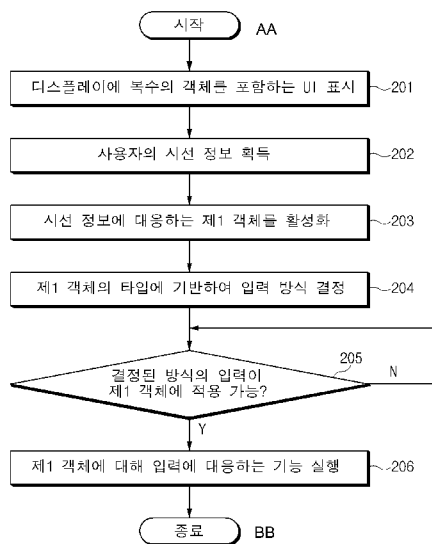 시작 AA
디스플레이에 복수의 객체를 포함하는 UI 표시 201
사용자의 시선 정보 획득 202
시선 정보에 대응하는 제1 객체를 활성화 203
제1 객체의 타입에 기반하여 입력 방식 결정 204
205
결정된 방식의 입력이
제1 객체에 적용 가능?
N
Y
제1 객체에 대해 입력에 대응하는 기능 실행 206
종료 BB